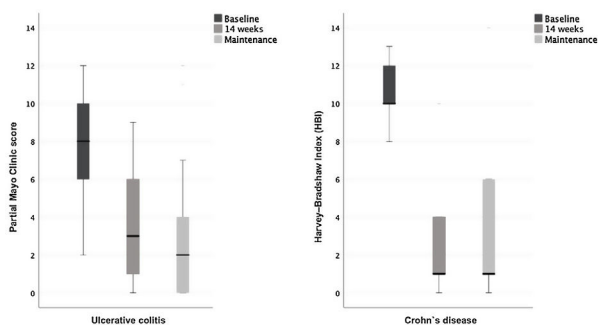 Baseline
14 weeks
Maintenance
14
12
10
8
6
4
2
0
Partial Mayo Clinic score
Ulcerative colitis
Baseline
14 weeks
Maintenance
14
12
10
8
6
4
2
0
Harvey–Bradshaw Index (HBI)
Crohn's disease